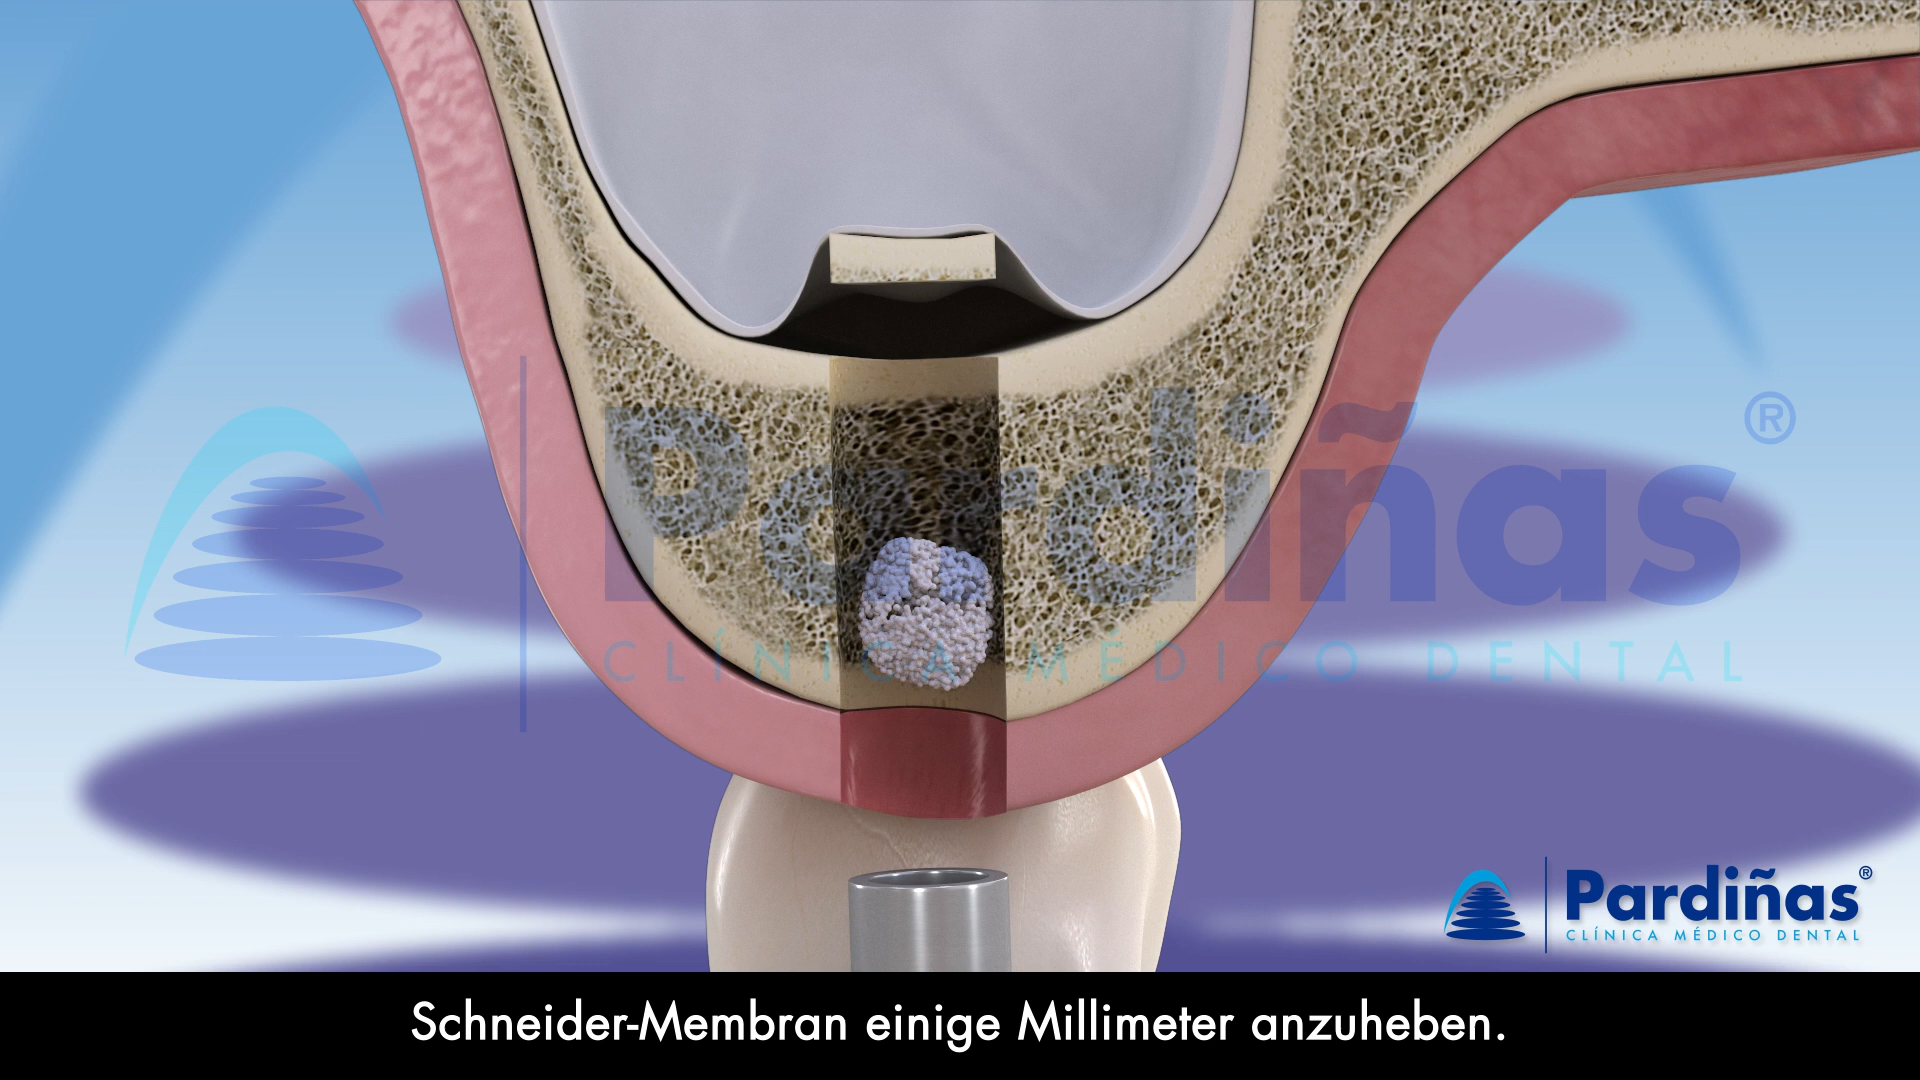 Pardiñas®
CLÍNICA MÉDICO DENTAL
Pardiñas®
CLÍNICA MÉDICO DENTAL
Schneider-Membran einige Millimeter anzuheben.